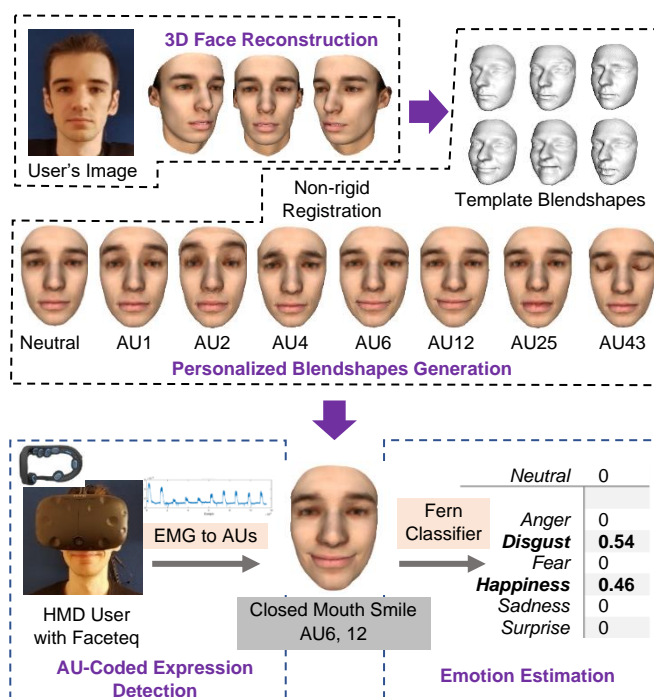 3D Face Reconstruction
User's Image
Non-rigid
Registration
Template Blendshapes
Neutral AU1 AU2 AU4 AU6 AU12 AU25 AU43
Personalized Blendshapes Generation
EMG to AUs
HMD User
with Faceteq
Closed Mouth Smile
AU6, 12
AU-Coded Expression
Detection
Fern
Classifier
Neutral 0
Anger 0
Disgust 0.54
Fear 0
Happiness 0.46
Sadness 0
Surprise 0
Emotion Estimation